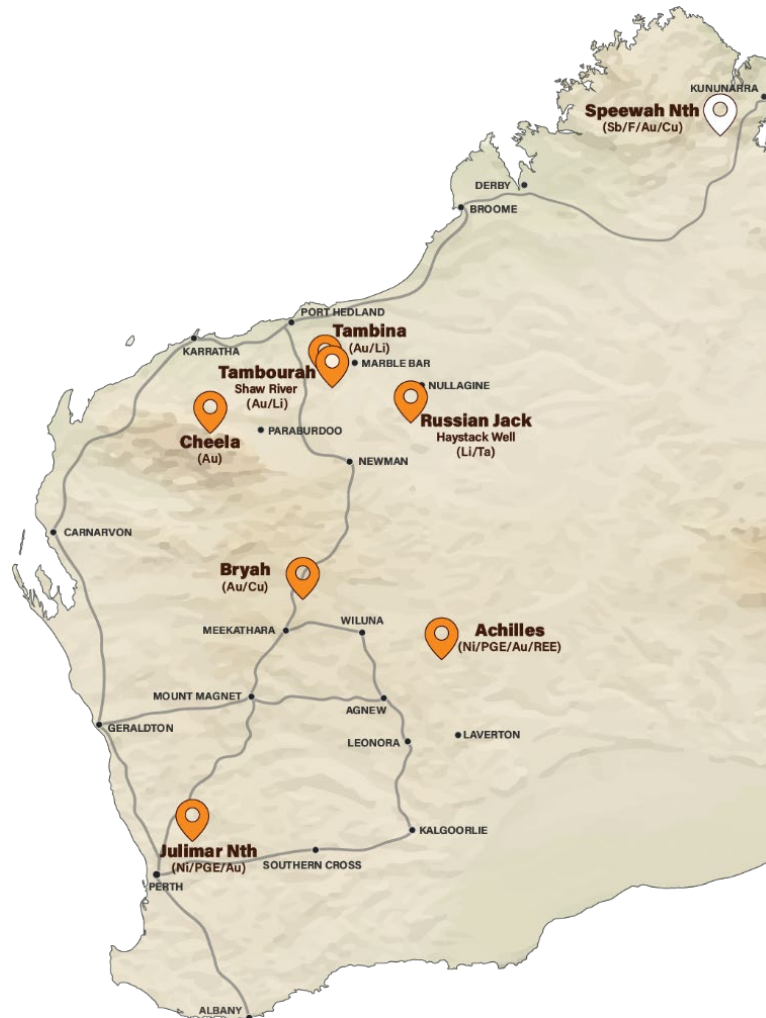 KUNUNARRA
Speewah Nth
(Sb/F/Au/Cu)
DERBY
BROOME
PORT HEDLAND
Tambina
(Au/Li)
KARRATHA
MARBLE BAR
Tambourah
Shaw River
(Au/Li)
NULLAGINE
Russian Jack
Haystack Well
(Li/Ta)
PARABURDOO
Cheela
(Au)
NEWMAN
CARNARVON
Bryah
(Au/Cu)
MEEKATHARA
WILUNA
Achilles
(Ni/PGE/Au/REE)
MOUNT MAGNET
AGNEW
GERALDTON
LEONORA
LAVERTON
KALGOORLIE
Julimar Nth
(Ni/PGE/Au)
SOUTHERN CROSS
PERTH
ALBANY